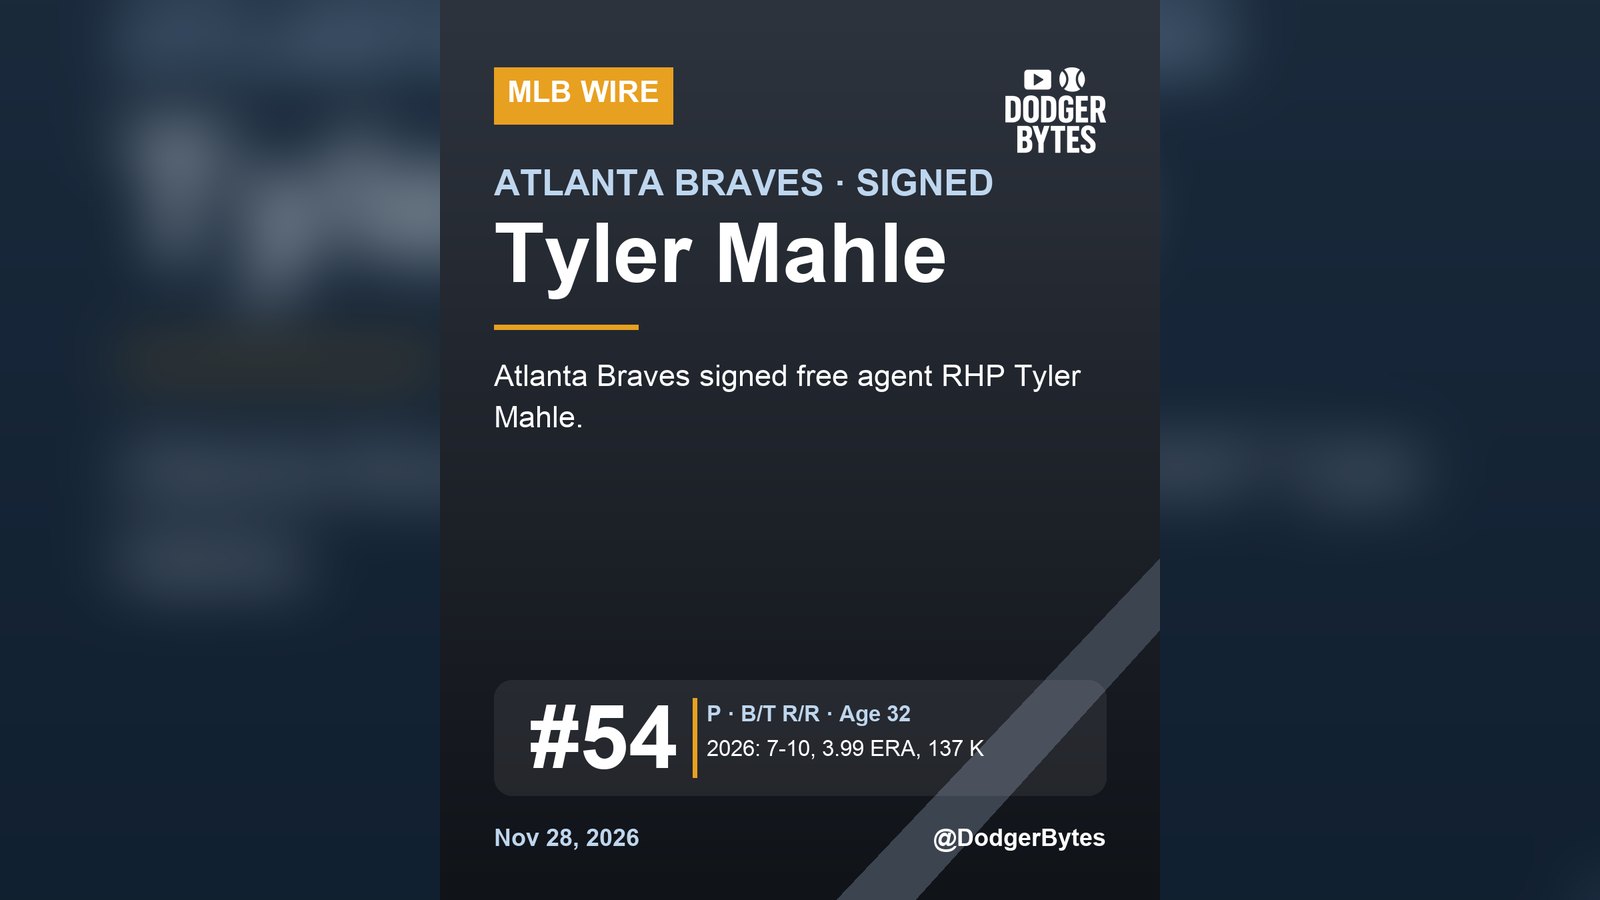 MLB WIRE
DODGER
BYTES
ATLANTA BRAVES · SIGNED
Tyler Mahle
Atlanta Braves signed free agent RHP Tyler
Mahle.
#54
P · B/T R/R · Age 32
2026: 7-10, 3.99 ERA, 137 K
Nov 28, 2026
@DodgerBytes